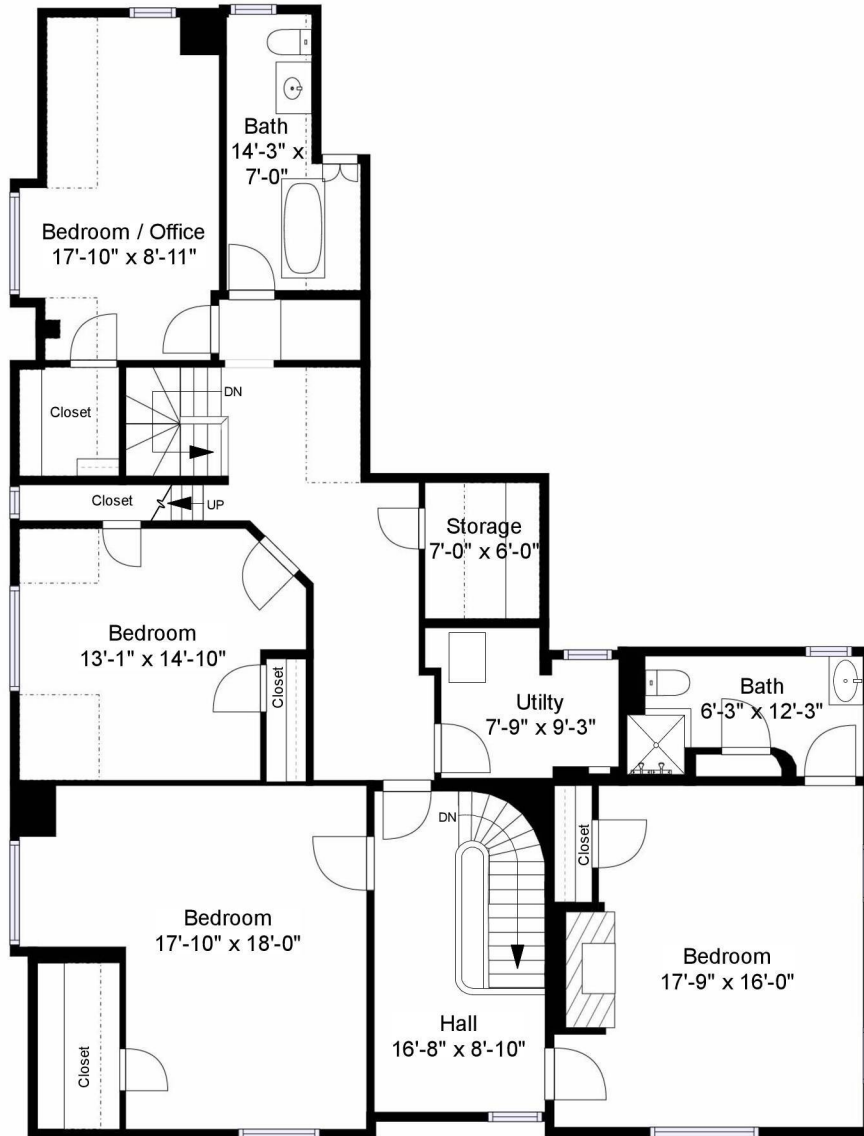 Bath
14'-3" x
7'-0"
Bedroom / Office
17'-10" x 8'-11"
DN
Closet
Closet
UP
Storage
7'-0" x 6'-0"
Bedroom
13'-1" x 14'-10"
Closet
Utilty
7'-9" x 9'-3"
Bath
6'-3" x 12'-3"
DN
Closet
Bedroom
17'-10" x 18'-0"
Bedroom
17'-9" x 16'-0"
Hall
16'-8" x 8'-10"
Closet